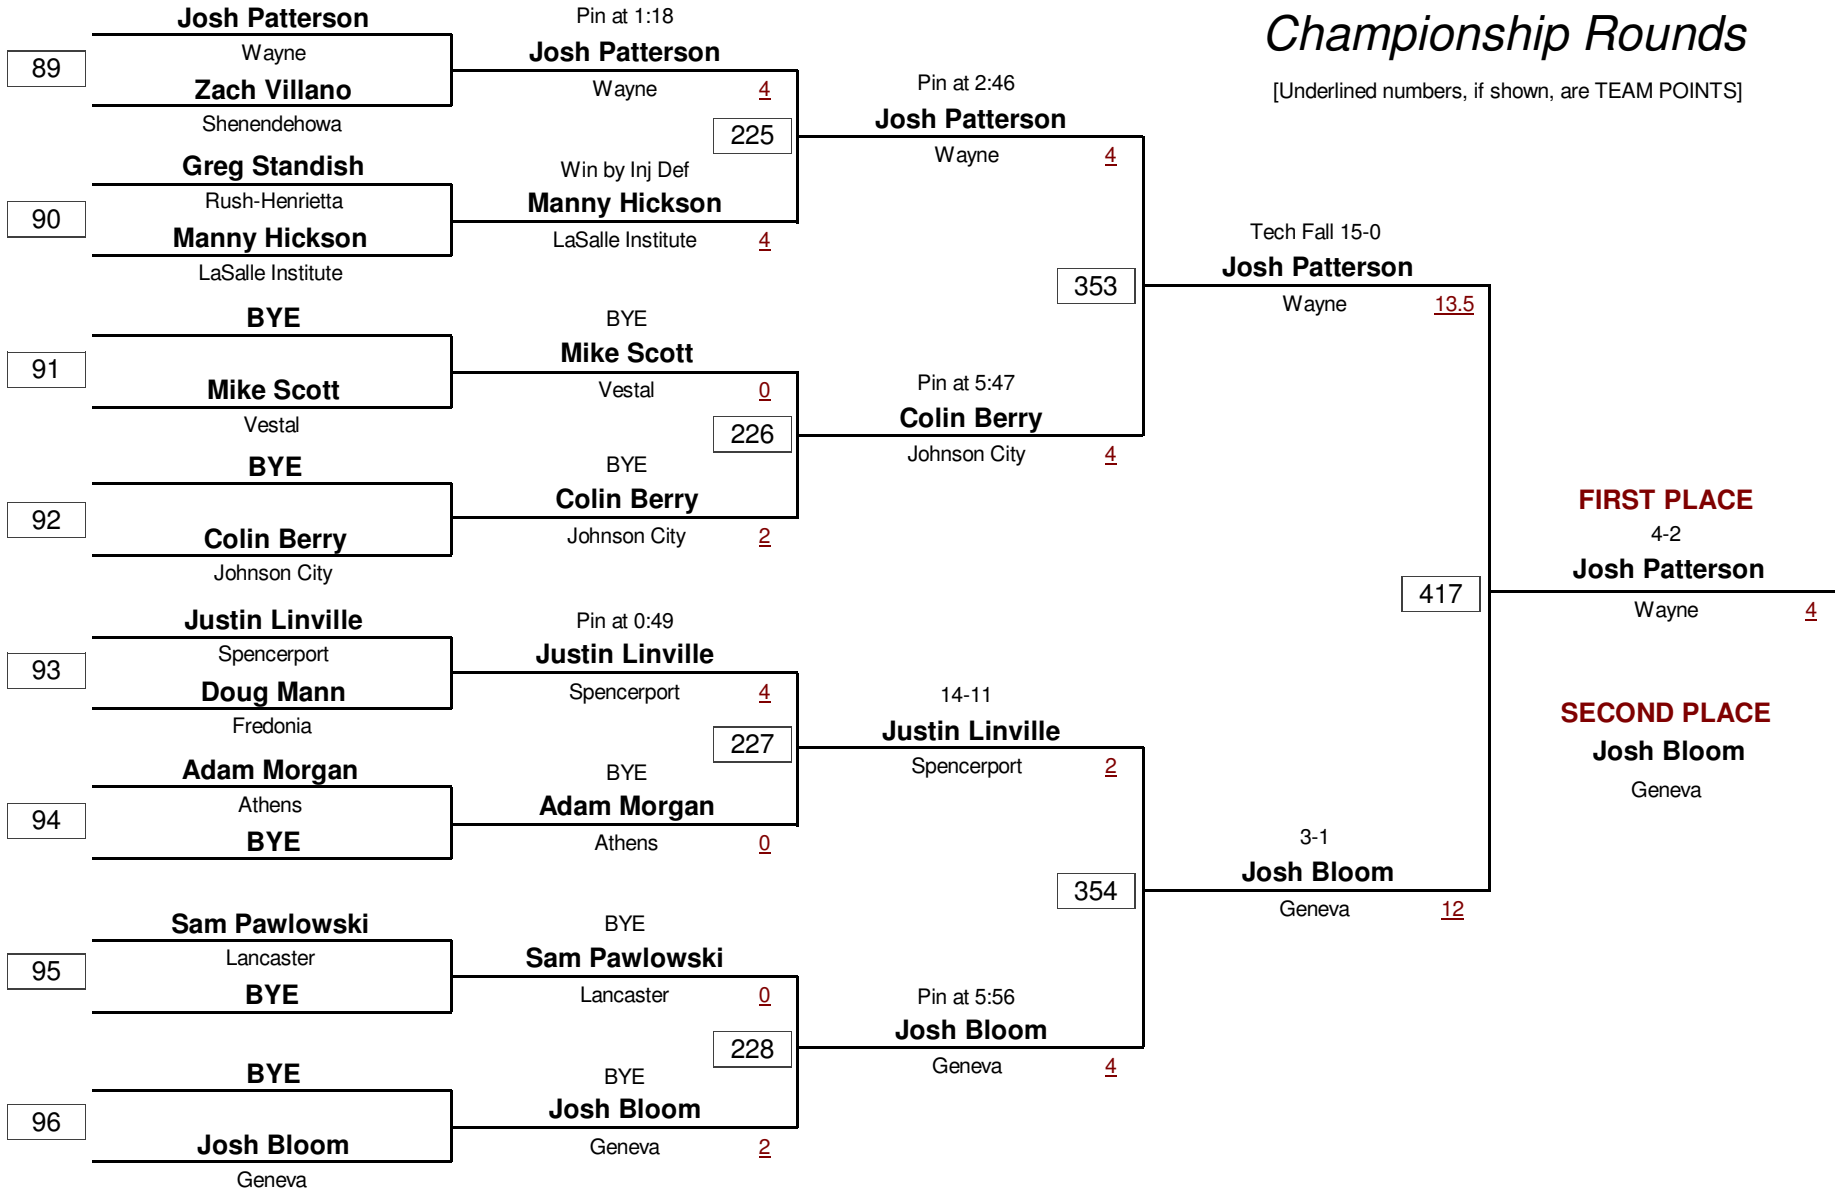 Championship Rounds
[Underlined numbers, if shown, are TEAM POINTS]
89
Josh Patterson
Wayne
Zach Villano
Shenendehowa
90
Greg Standish
Rush-Henrietta
Manny Hickson
LaSalle Institute
91
BYE
Mike Scott
Vestal
92
BYE
Colin Berry
Johnson City
93
Justin Linville
Spencerport
Doug Mann
Fredonia
94
Adam Morgan
Athens
BYE
95
Sam Pawlowski
Lancaster
BYE
96
BYE
Josh Bloom
Geneva
Pin at 1:18
Josh Patterson
Wayne 4
225
Win by Inj Def
Manny Hickson
LaSalle Institute 4
BYE
Mike Scott
Vestal 0
226
BYE
Colin Berry
Johnson City 2
Pin at 0:49
Justin Linville
Spencerport 4
227
BYE
Adam Morgan
Athens 0
BYE
Sam Pawlowski
Lancaster 0
228
BYE
Josh Bloom
Geneva 2
Pin at 2:46
Josh Patterson
Wayne 4
353
Pin at 5:47
Colin Berry
Johnson City 4
14-11
Justin Linville
Spencerport 2
354
Pin at 5:56
Josh Bloom
Geneva 4
Tech Fall 15-0
Josh Patterson
Wayne 13.5
417
3-1
Josh Bloom
Geneva 12
FIRST PLACE
4-2
Josh Patterson
Wayne 4
SECOND PLACE
Josh Bloom
Geneva